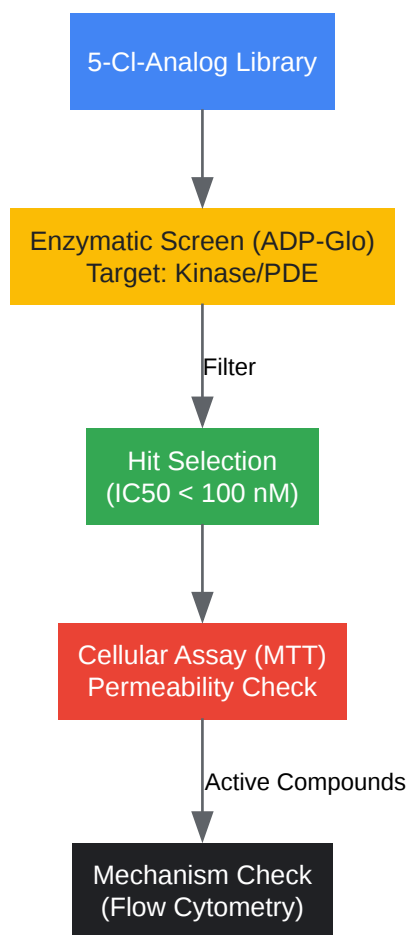 5-Cl-Analog Library
Enzymatic Screen (ADP-Glo)
Target: Kinase/PDE
Filter
Hit Selection
(IC50 < 100 nM)
Cellular Assay (MTT)
Permeability Check
Active Compounds
Mechanism Check
(Flow Cytometry)